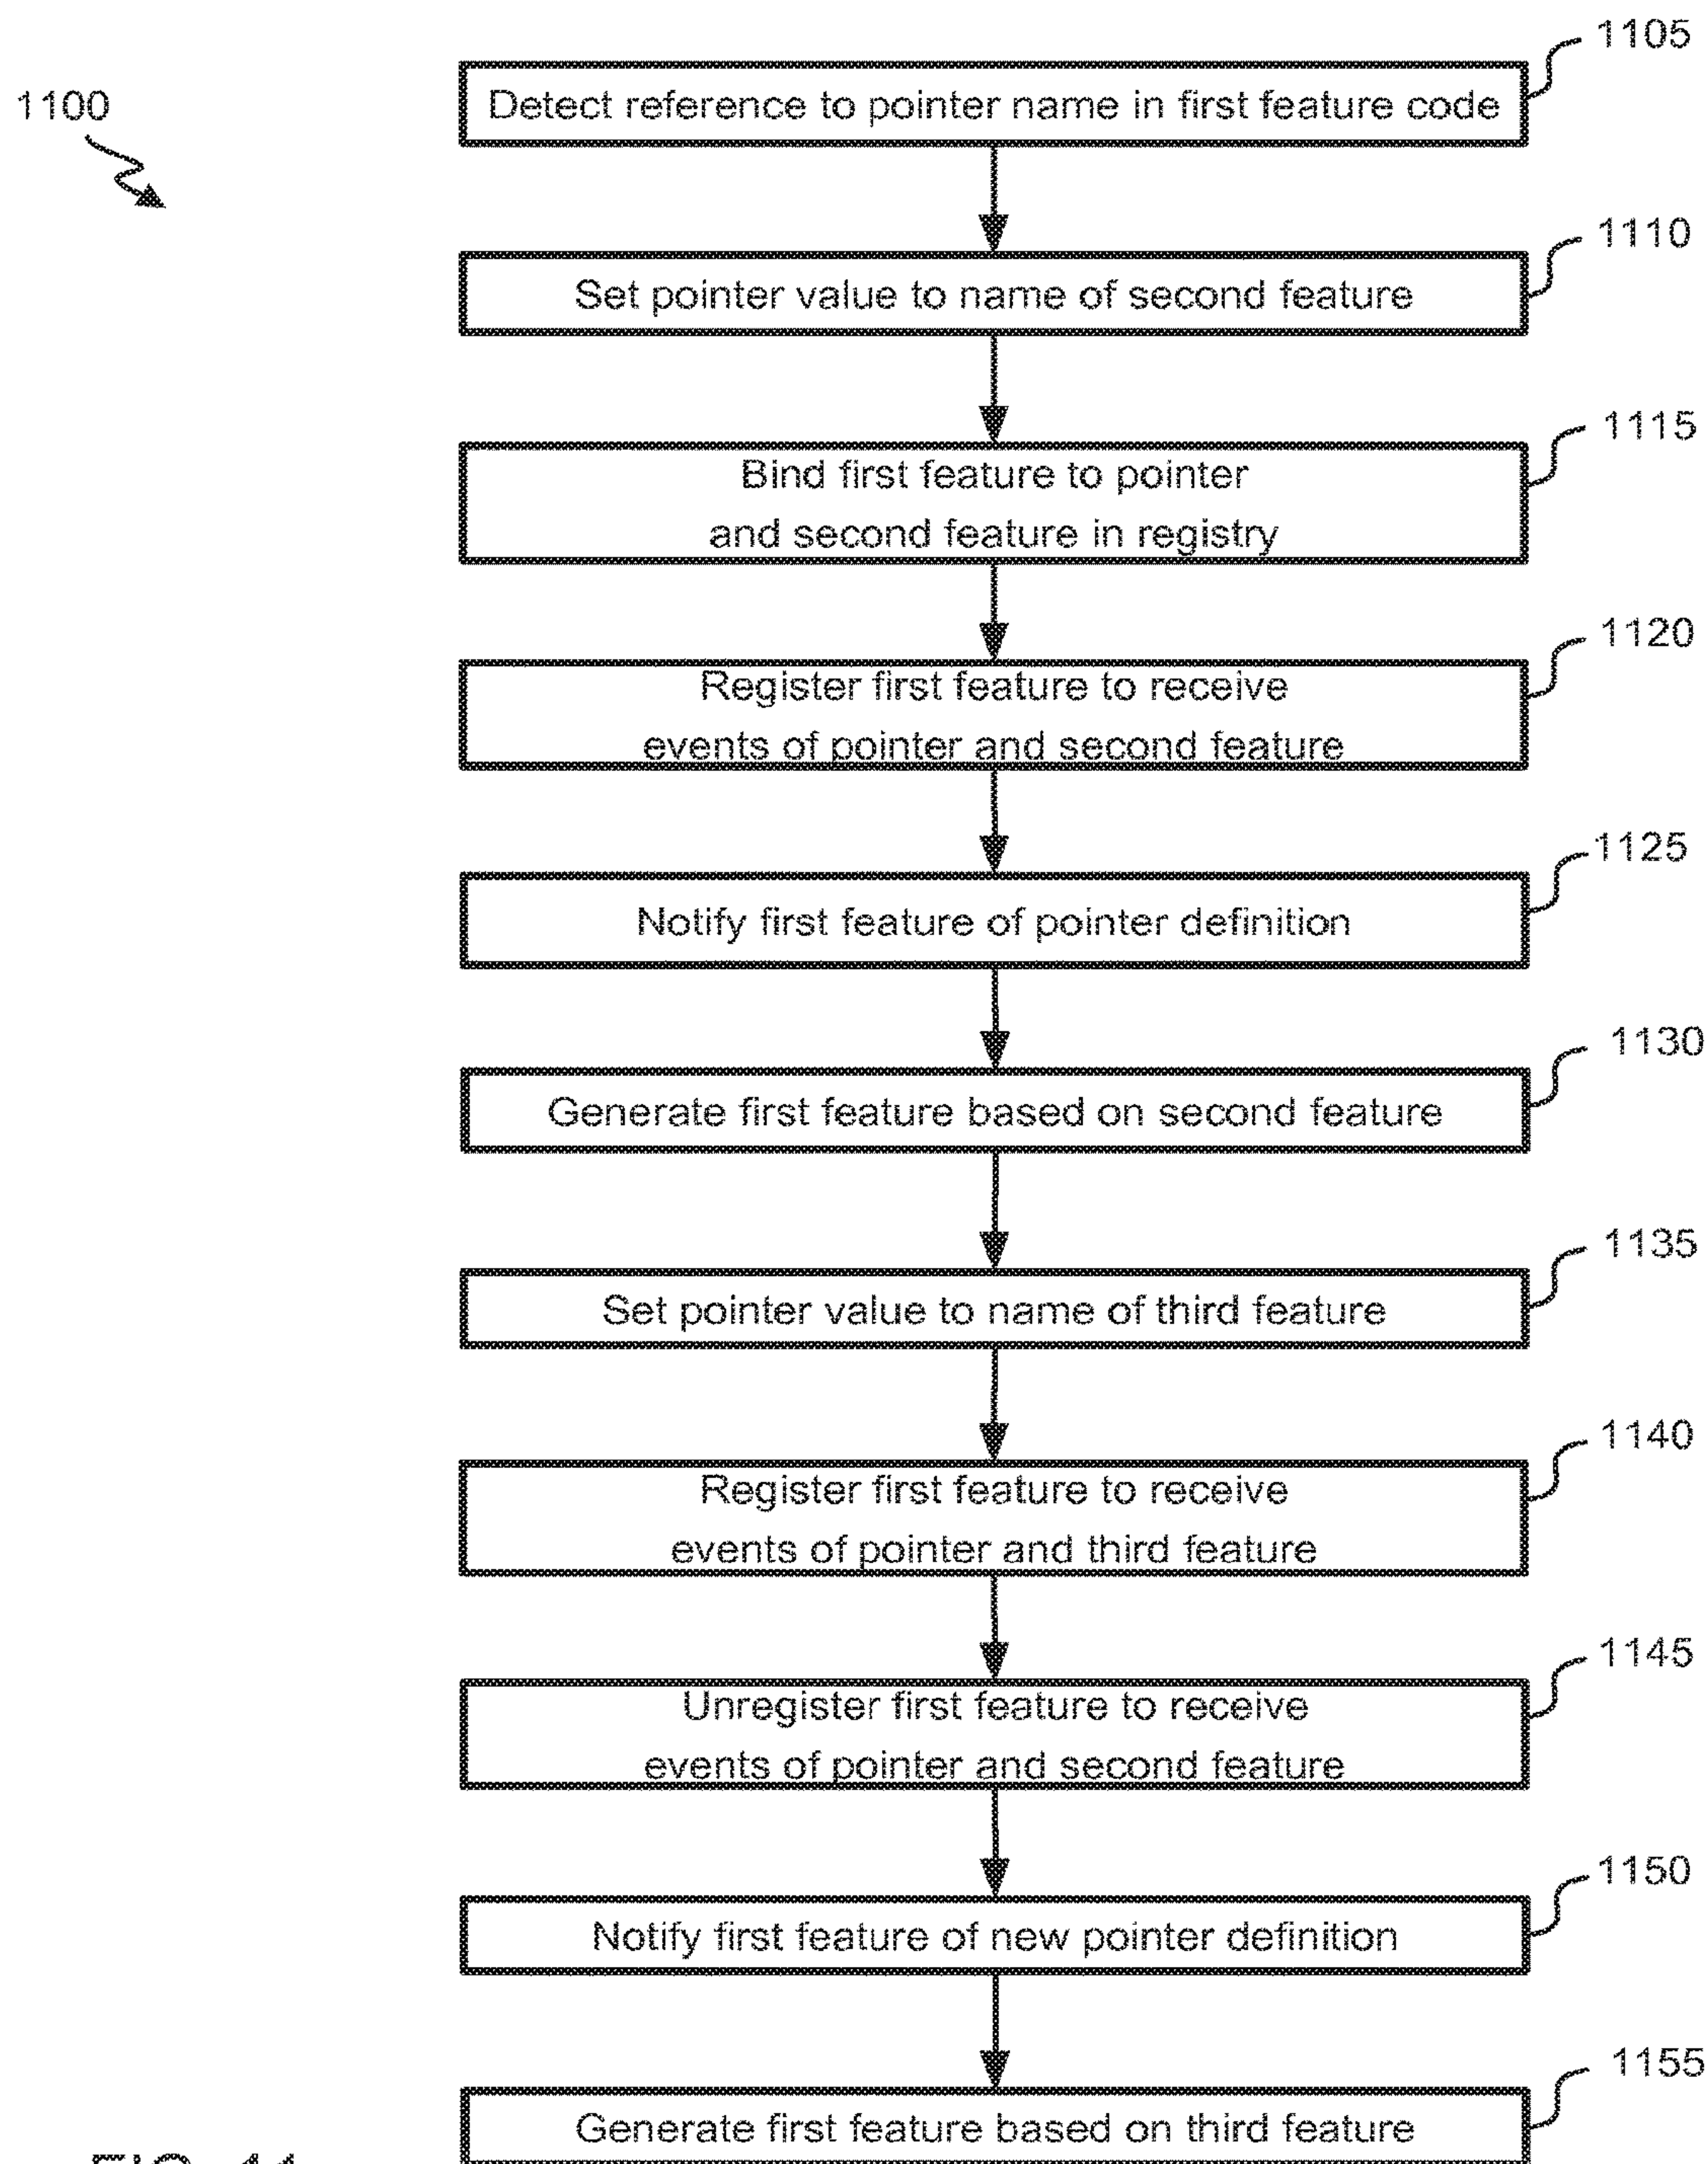 1100
1105
Detect reference to pointer name in first feature code
1110
Set pointer value to name of second feature
1115
Bind first feature to pointer
and second feature in registry
1120
Register first feature to receive
events of pointer and second feature
1125
Notify first feature of pointer definition
1130
Generate first feature based on second feature
1135
Set pointer value to name of third feature
1140
Register first feature to receive
events of pointer and third feature
1145
Unregister first feature to receive
events of pointer and second feature
1150
Notify first feature of new pointer definition
1155
Generate first feature based on third feature